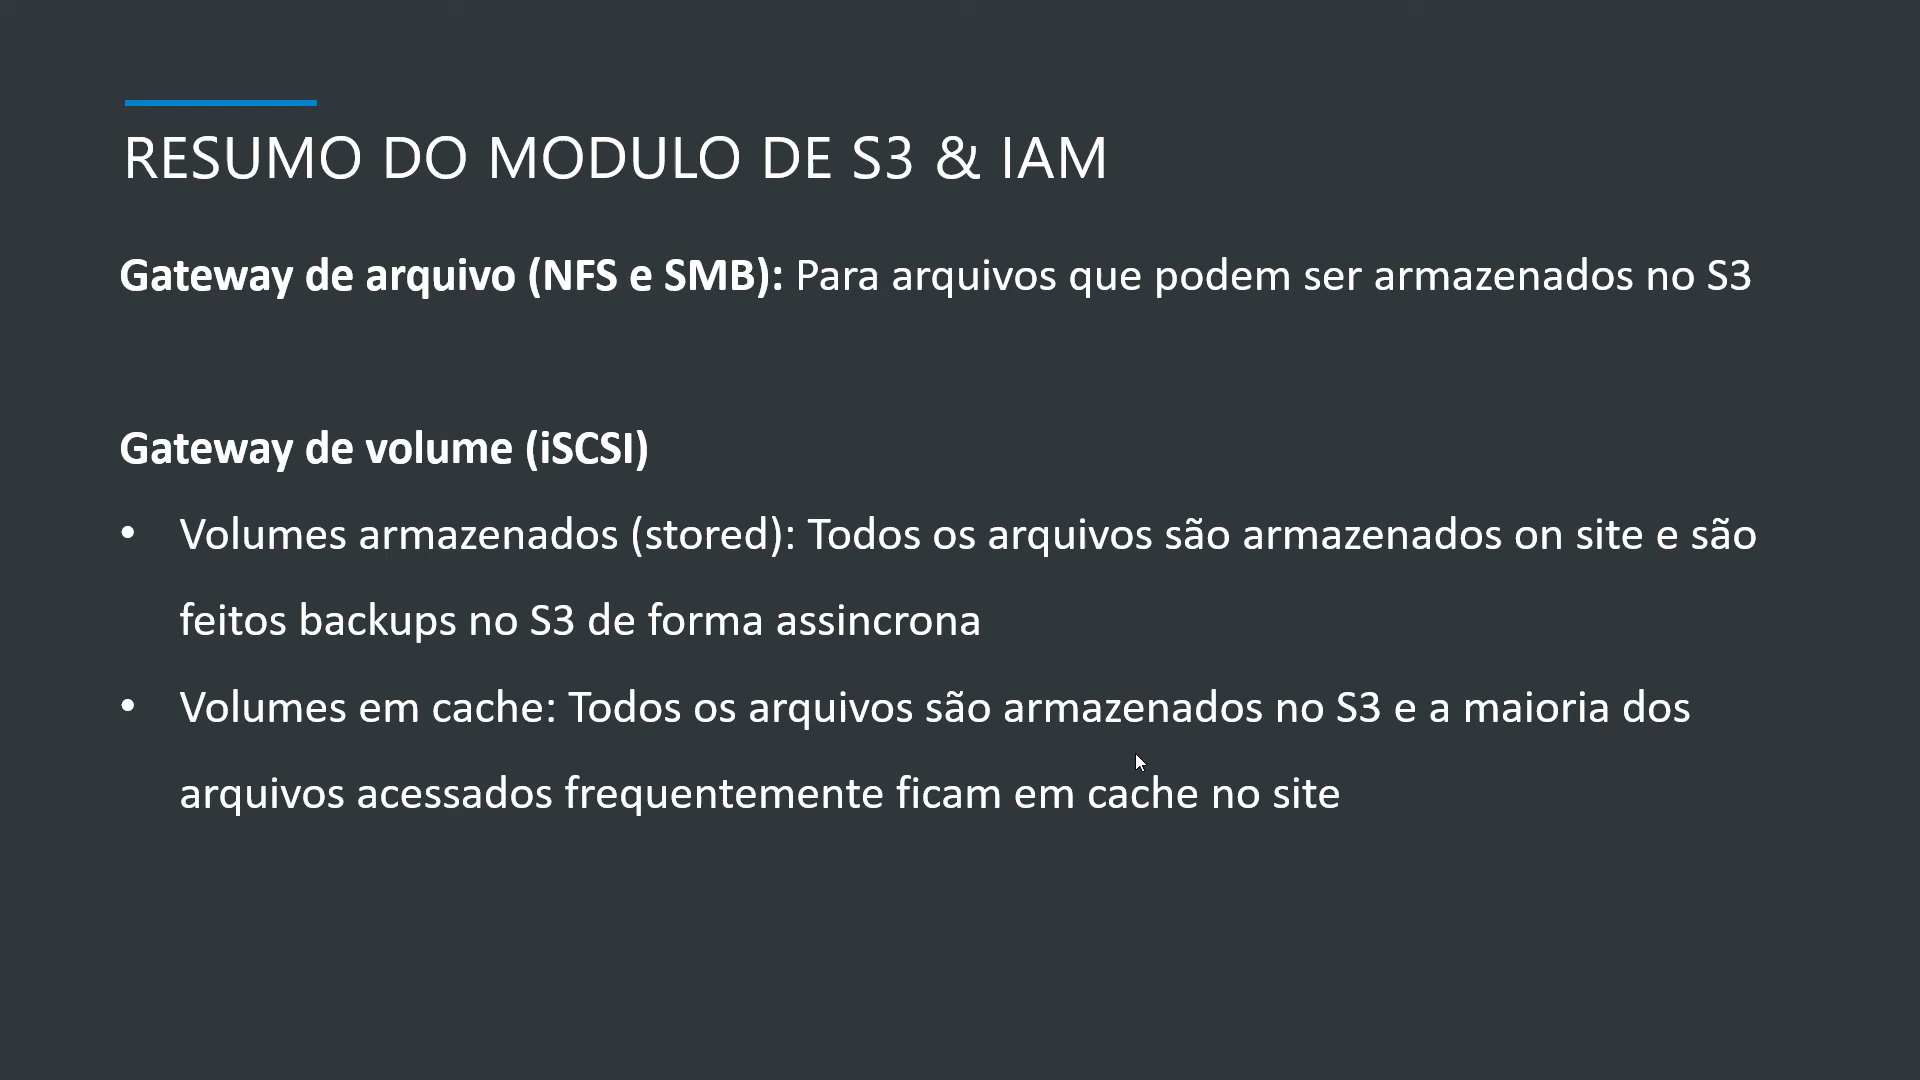 RESUMO DO MODULO DE S3 & IAM
Gateway de arquivo (NFS e SMB): Para arquivos que podem ser armazenados no S3
Gateway de volume (iSCSI)
• Volumes armazenados (stored): Todos os arquivos são armazenados on site e são
feitos backups no S3 de forma assincrona
• Volumes em cache: Todos os arquivos são armazenados no S3 e a maioria dos
arquivos acessados frequentemente ficam em cache no site